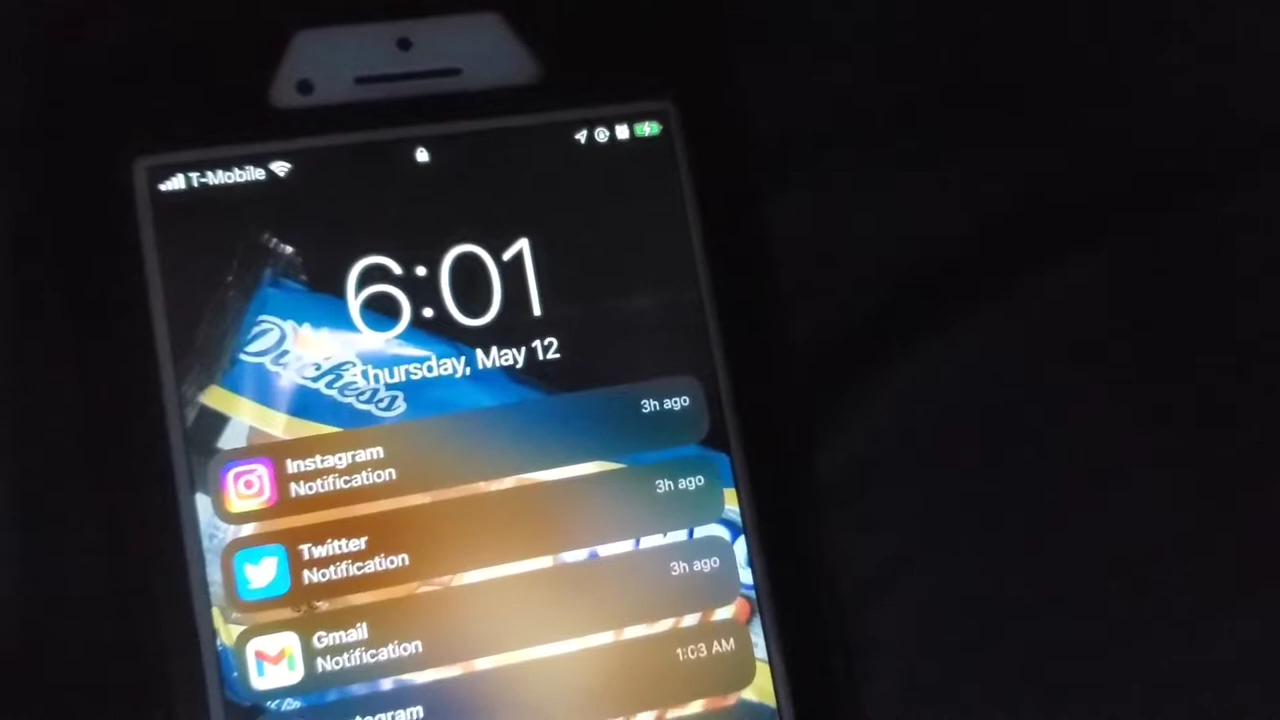 T-Mobile
6:01
Thursday, May 12
Duchess
3h ago
Instagram
Notification
3h ago
Twitter
Notification
3h ago
Gmail
Notification
1:03 AM